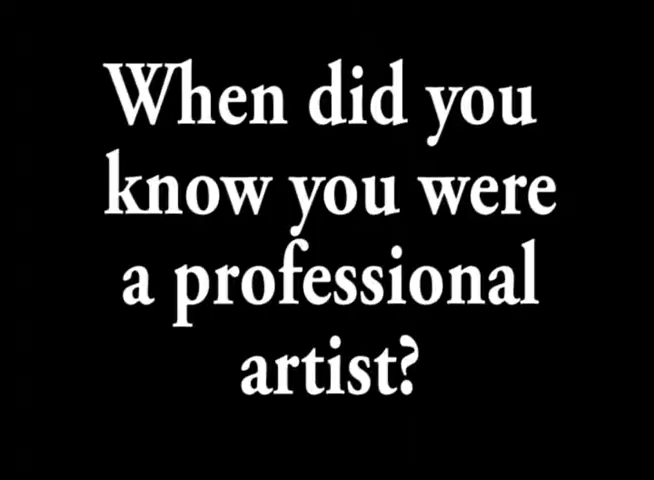 When did you
know you were
a professional
artist?